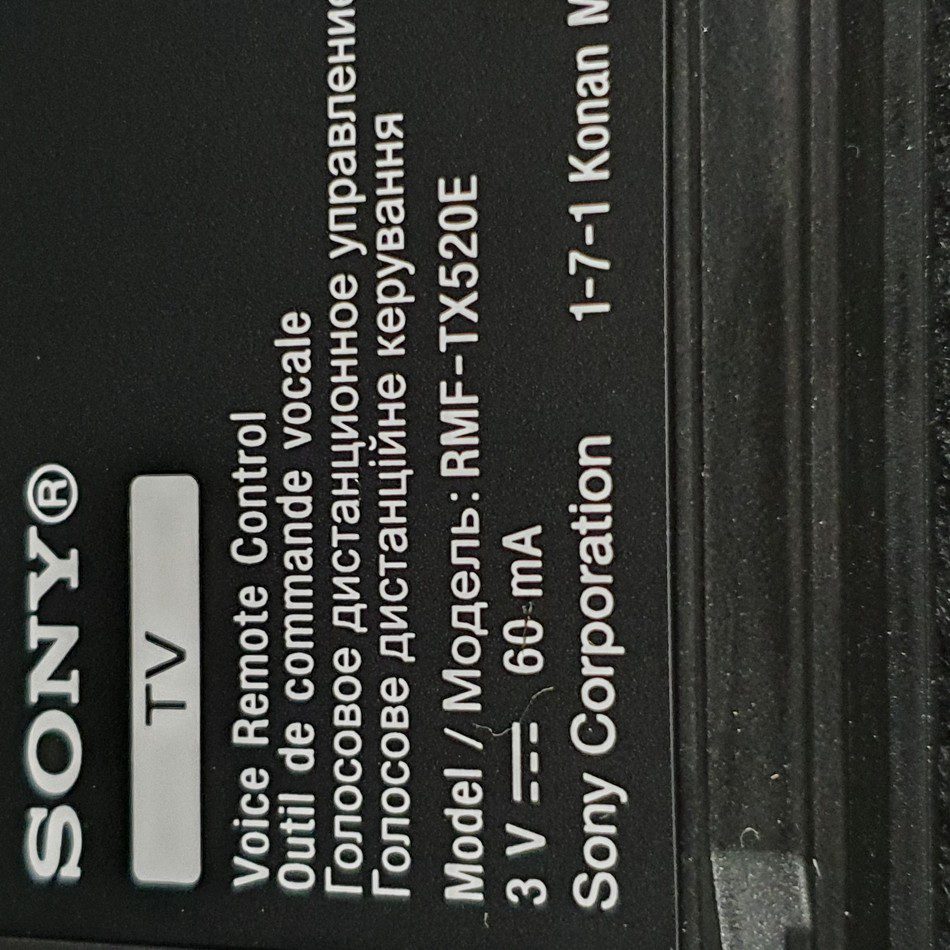 SONY®
TV
Voice Remote Control
Outil de commande vocale
Голосовое дистанционное управление
Голосове дистанційне керування
Model / Модель: RMF-TX520E
3 V ⎓ 60 mA
Sony Corporation 1-7-1 Konan